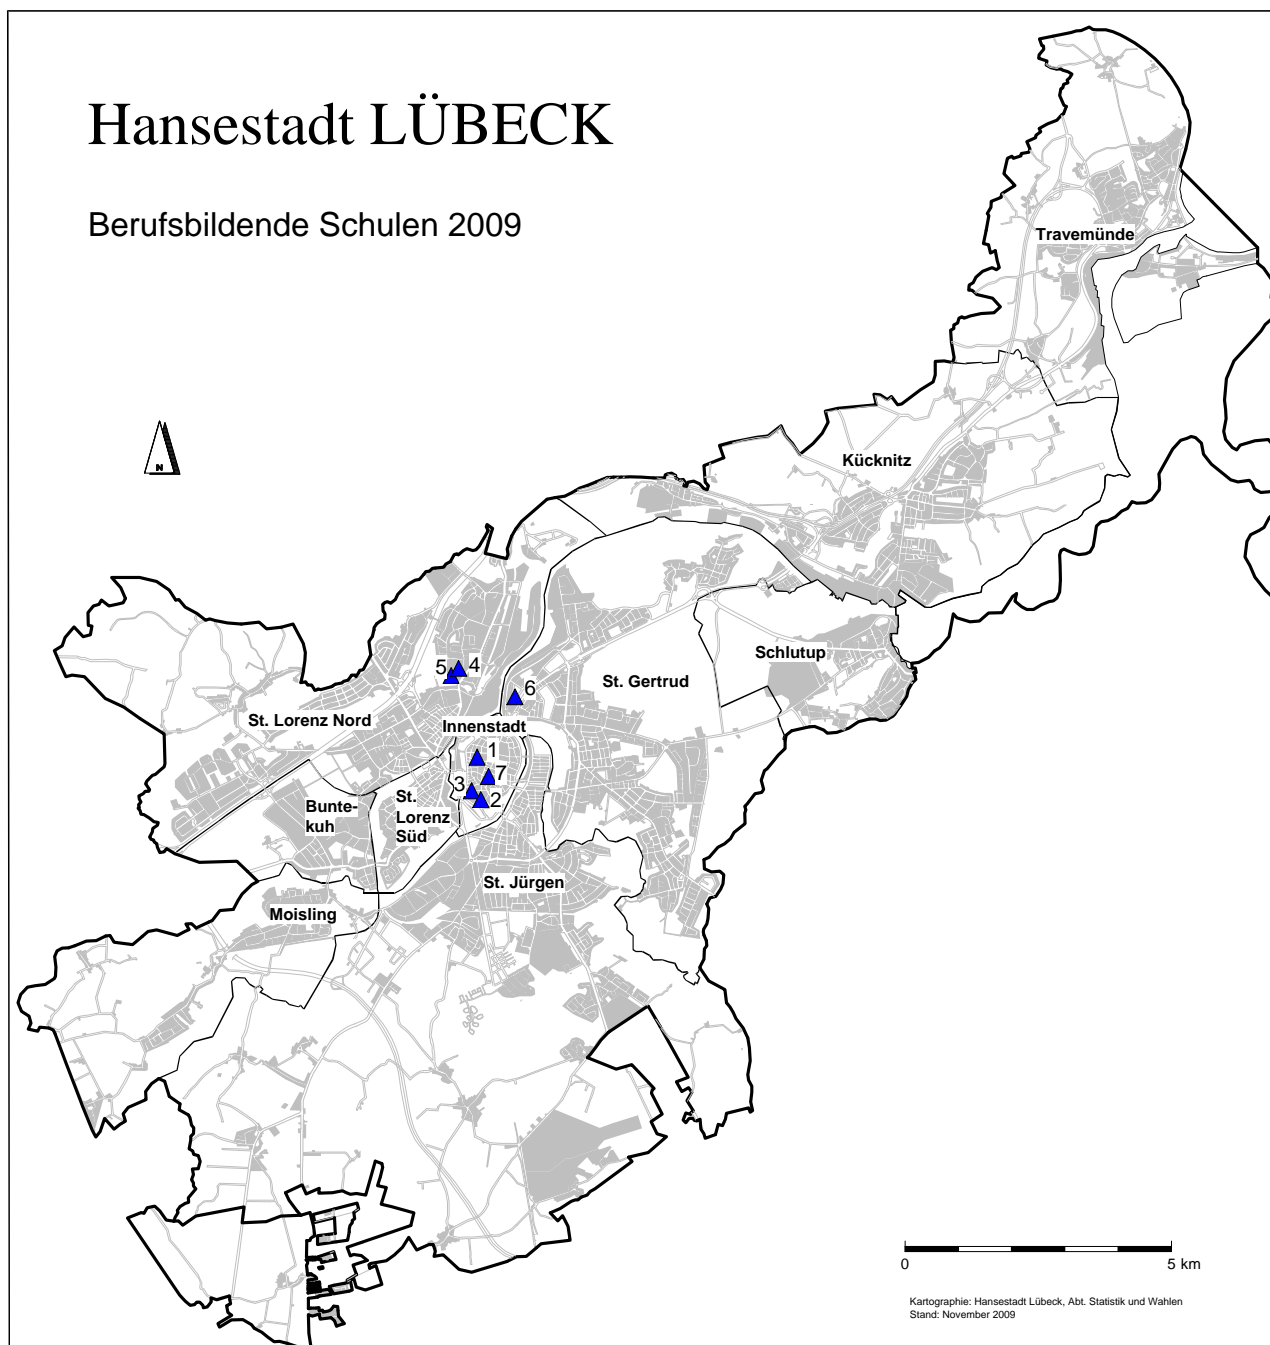 Hansestadt LÜBECK
Berufsbildende Schulen 2009
Travemünde
N
Kücknitz
Schlutup
5 4
St. Gertrud
6
St. Lorenz Nord
Innenstadt
1
7
3
2
Bunte-
kuh
St.
Lorenz
Süd
St. Jürgen
Moisling
0 5 km
Kartographie: Hansestadt Lübeck, Abt. Statistik und Wahlen
Stand: November 2009